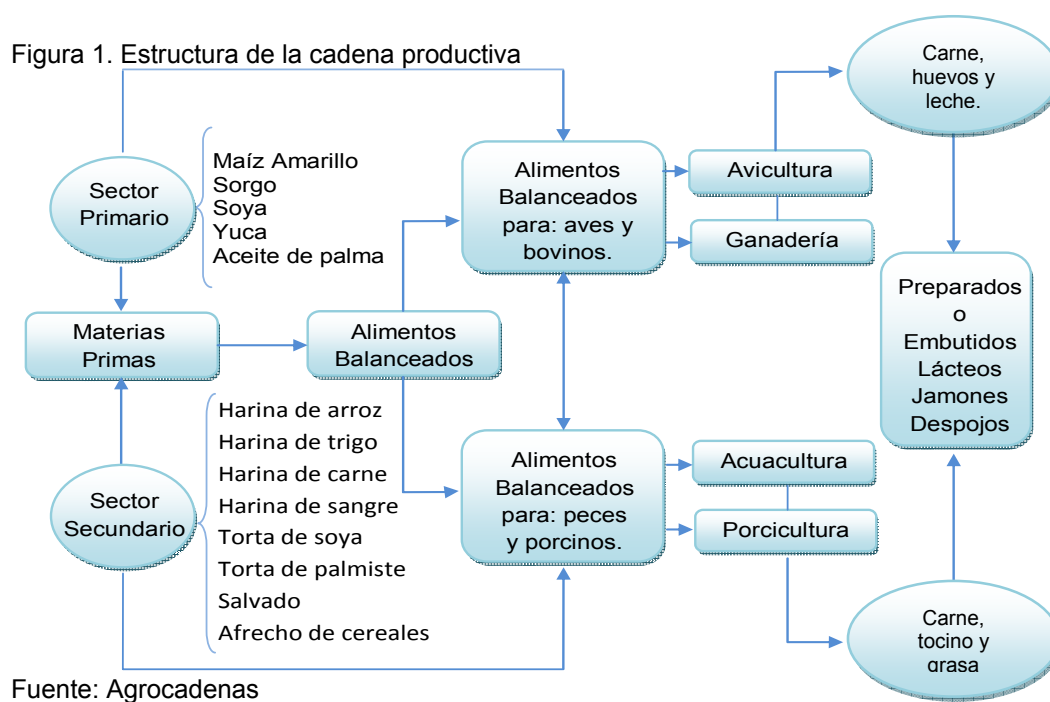 Figura 1. Estructura de la cadena productiva
Carne,
huevos y
leche.
Sector
Primario
Maíz Amarillo
Sorgo
Soya
Yuca
Aceite de palma
Alimentos
Balanceados
para: aves y
bovinos.
Avicultura
Ganadería
Materias
Primas
Alimentos
Balanceados
Preparados
o
Embutidos
Lácteos
Jamones
Despojos
Sector
Secundario
Harina de arroz
Harina de trigo
Harina de carne
Harina de sangre
Torta de soya
Torta de palmiste
Salvado
Afrecho de cereales
Alimentos
Balanceados
para: peces
y porcinos.
Acuacultura
Porcicultura
Carne,
tocino y
grasa
Fuente: Agrocadenas